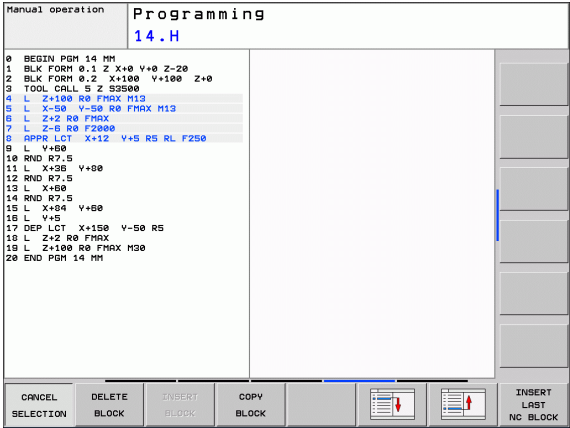 Manual operation
Programming
14.H
0 BEGIN PGM 14 MM
1 BLK FORM 0.1 Z X+0 Y+0 Z-20
2 BLK FORM 0.2 X+100 Y+100 Z+0
3 TOOL CALL 5 Z S3500
4 L Z+100 R0 FMAX M13
5 L X-50 Y-50 R0 FMAX M13
6 L Z+2 R0 FMAX
7 L Z-6 R0 F2000
8 APPR LCT X+12 Y+5 R5 RL F250
9 L Y+60
10 RND R7.5
11 L X+36 Y+80
12 RND R7.5
13 L X+60
14 RND R7.5
15 L X+84 Y+60
16 L Y+5
17 DEP LCT X+150 Y-50 R5
18 L Z+2 R0 FMAX
19 L Z+100 R0 FMAX M30
20 END PGM 14 MM
CANCEL
SELECTION
DELETE
BLOCK
INSERT
BLOCK
COPY
BLOCK
INSERT
LAST
NC BLOCK